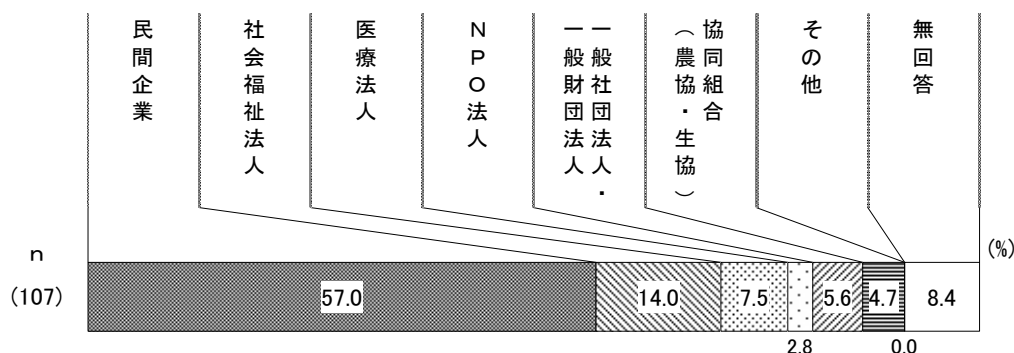 民間企業
社会福祉法人
医療法人
NPO法人
一般社団法人・
一般財団法人
協同組合
（農協・生協）
その他
無回答
(%)
n
(107)
57.0
14.0
7.5
2.8
5.6
4.7
0.0
8.4